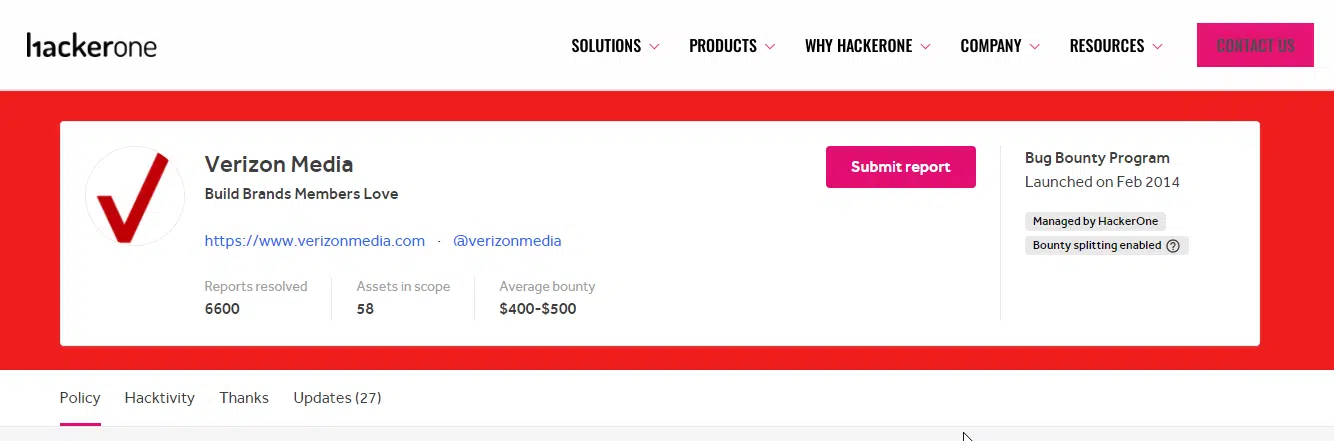 hackerone SOLUTIONS PRODUCTS WHY HACKERONE COMPANY RESOURCES CONTACT US
Verizon Media
Build Brands Members Love
https://www.verizonmedia.com · @verizonmedia
Reports resolved Assets in scope Average bounty
6600 58 $400-$500
Submit report
Bug Bounty Program
Launched on Feb 2014
Managed by HackerOne
Bounty splitting enabled ?
Policy Hacktivity Thanks Updates (27)